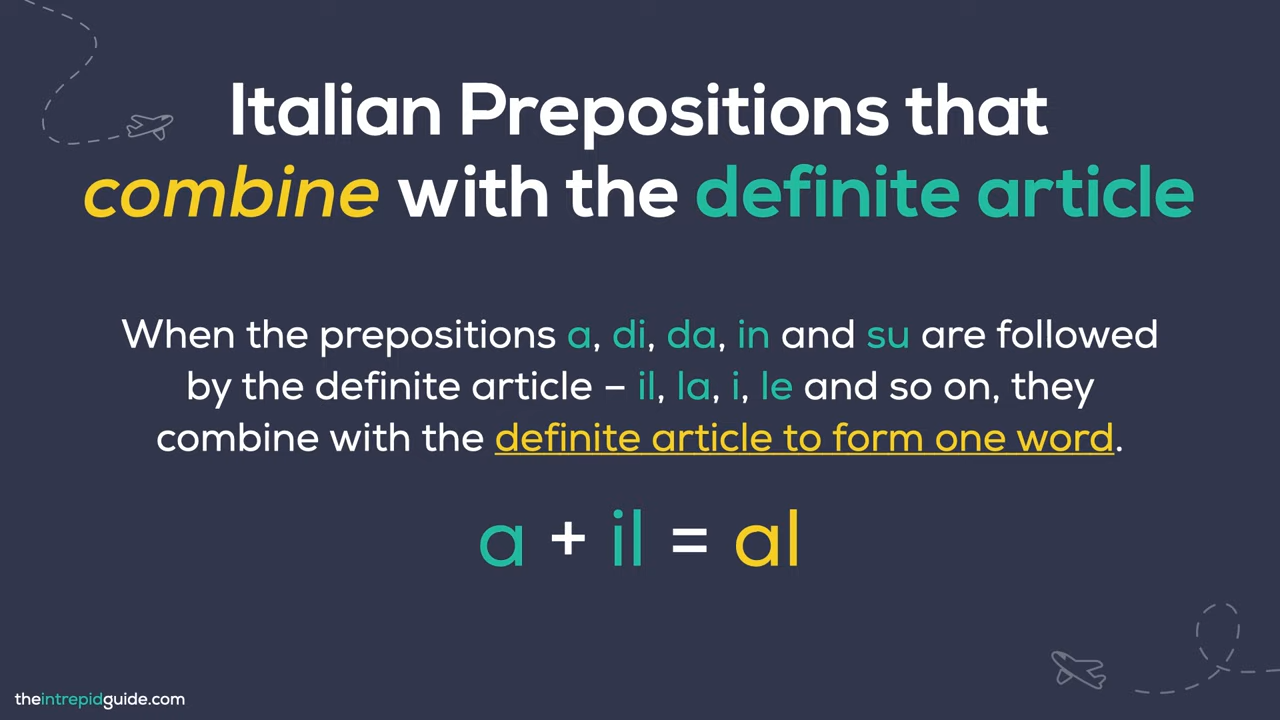 Italian Prepositions that
combine with the definite article
When the prepositions a, di, da, in and su are followed
by the definite article – il, la, i, le and so on, they
combine with the definite article to form one word.
a + il = al
theintrepidguide.com